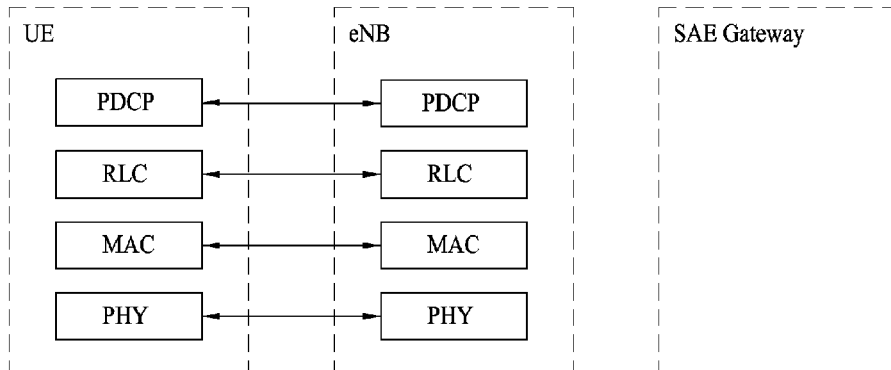 UE eNB SAE Gateway
PDCP PDCP
RLC RLC
MAC MAC
PHY PHY